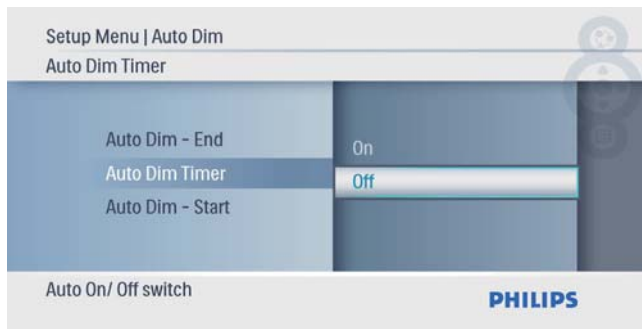 Setup Menu | Auto Dim
Auto Dim Timer
Auto Dim - End
Auto Dim Timer
Auto Dim - Start
On
Off
Auto On/ Off switch
PHILIPS